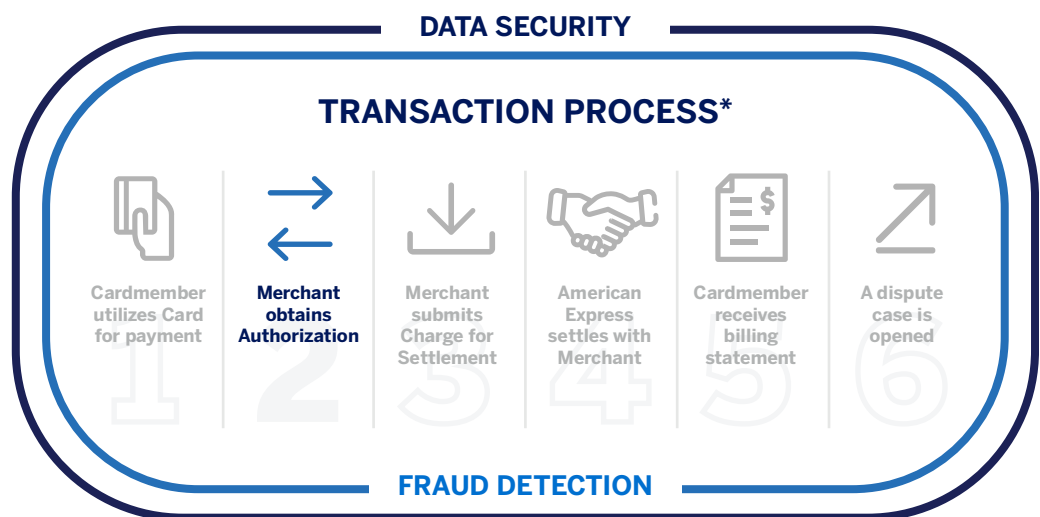 DATA SECURITY
TRANSACTION PROCESS*
$
Cardmember
utilizes Card
for payment
1
Merchant
obtains
Authorization
2
Merchant
submits
Charge for
Settlement
3
American
Express
settles with
Merchant
4
Cardmember
receives
billing
statement
5
A dispute
case is
opened
6
FRAUD DETECTION